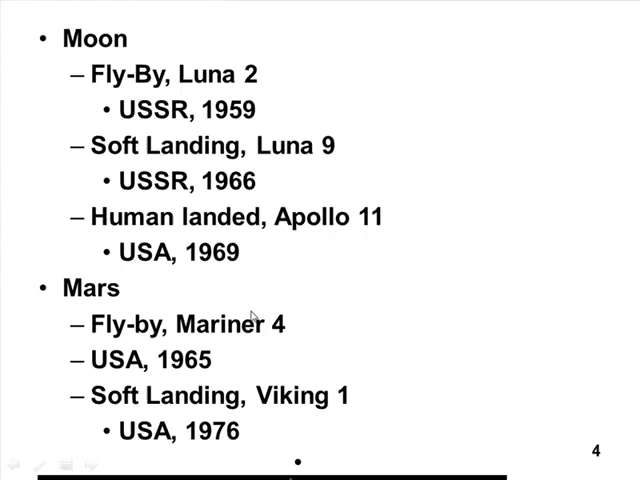 • Moon
– Fly-By, Luna 2
• USSR, 1959
– Soft Landing, Luna 9
• USSR, 1966
– Human landed, Apollo 11
• USA, 1969
• Mars
– Fly-by, Mariner 4
– USA, 1965
– Soft Landing, Viking 1
• USA, 1976
4
•